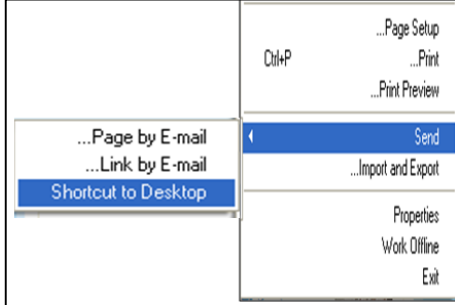 ...Page Setup
Ctrl+P ...Print
...Print Preview
Send
...Page by E-mail
...Link by E-mail
Shortcut to Desktop
...Import and Export
Properties
Work Offline
Exit